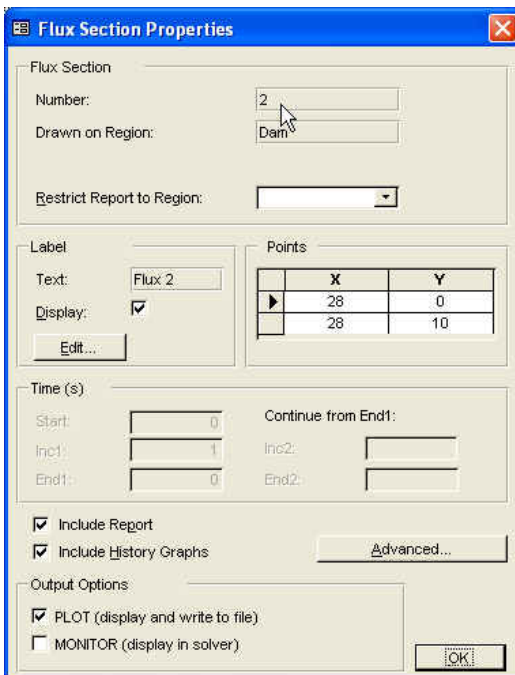 Flux Section Properties
Flux Section
Number: 2
Drawn on Region: Dam
Restrict Report to Region:
Label
Text: Flux 2
Display:
Edit...
Points
X Y
28 0
28 10
Time (s)
Start: 0
Inc1: 1
End1: 0
Continue from End1:
Inc2:
End2:
Include Report
Include History Graphs
Advanced...
Output Options
PLOT (display and write to file)
MONITOR (display in solver)
OK